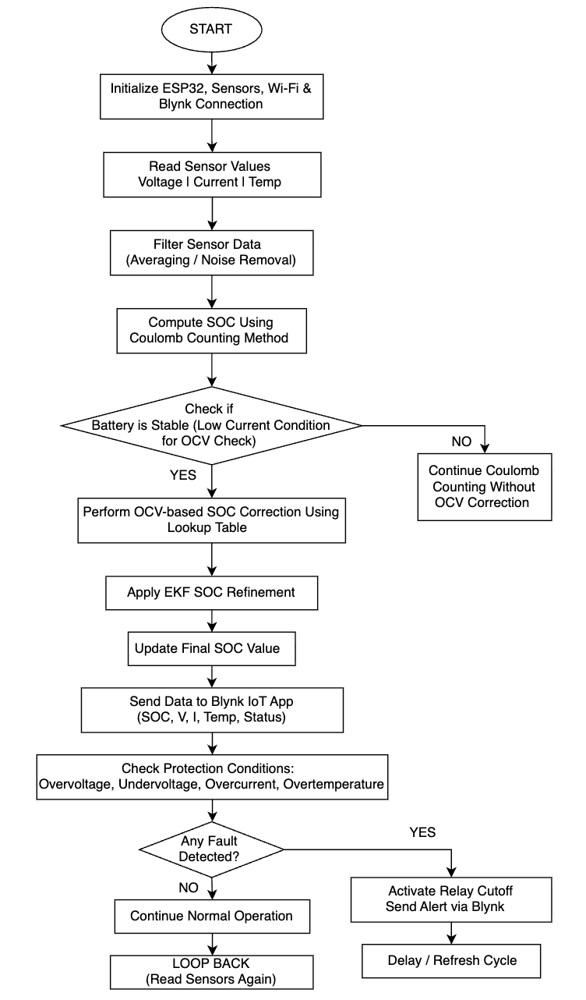 START
Initialize ESP32, Sensors, Wi-Fi &
Blynk Connection
Read Sensor Values
Voltage | Current | Temp
Filter Sensor Data
(Averaging / Noise Removal)
Compute SOC Using
Coulomb Counting Method
Check if
Battery is Stable (Low Current Condition
for OCV Check)
NO
Continue Coulomb
Counting Without
OCV Correction
YES
Perform OCV-based SOC Correction Using
Lookup Table
Apply EKF SOC Refinement
Update Final SOC Value
Send Data to Blynk IoT App
(SOC, V, I, Temp, Status)
Check Protection Conditions:
Overvoltage, Undervoltage, Overcurrent, Overtemperature
Any Fault
Detected?
YES
Activate Relay Cutoff
Send Alert via Blynk
Delay / Refresh Cycle
NO
Continue Normal Operation
LOOP BACK
(Read Sensors Again)